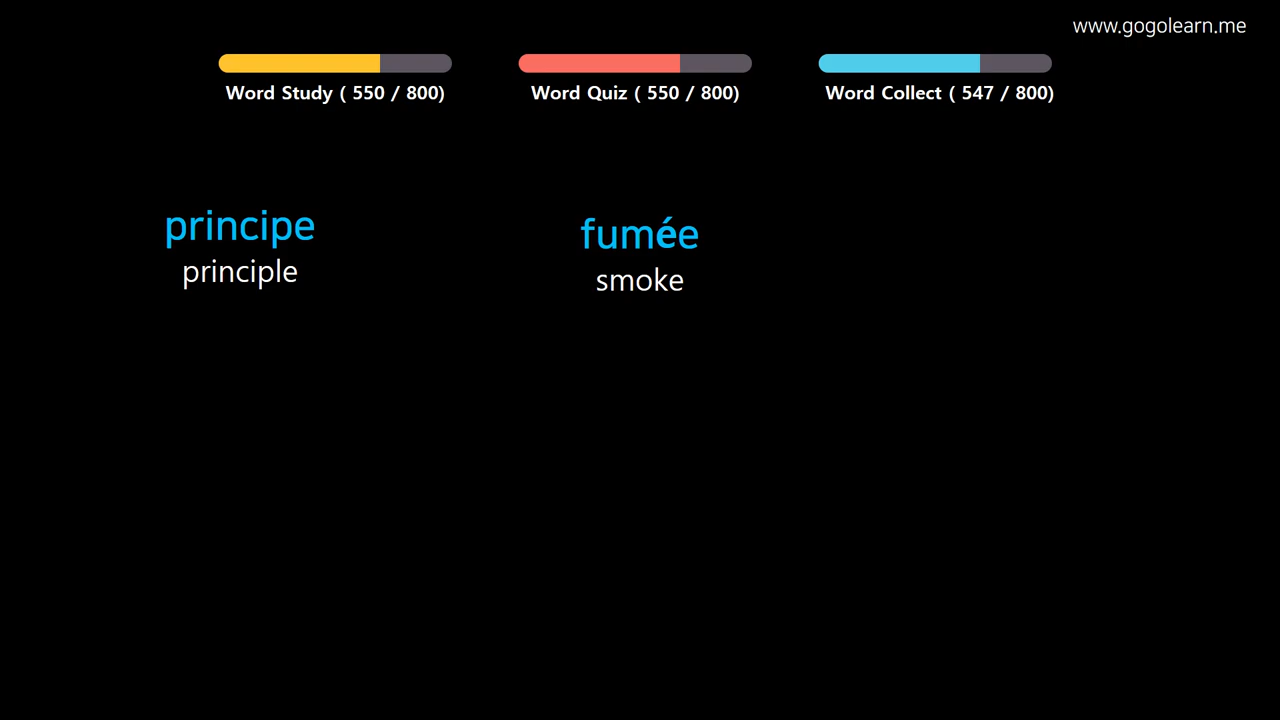 www.gogolearn.me
Word Study ( 550 / 800)
Word Quiz ( 550 / 800)
Word Collect ( 547 / 800)
principe
principle
fumée
smoke